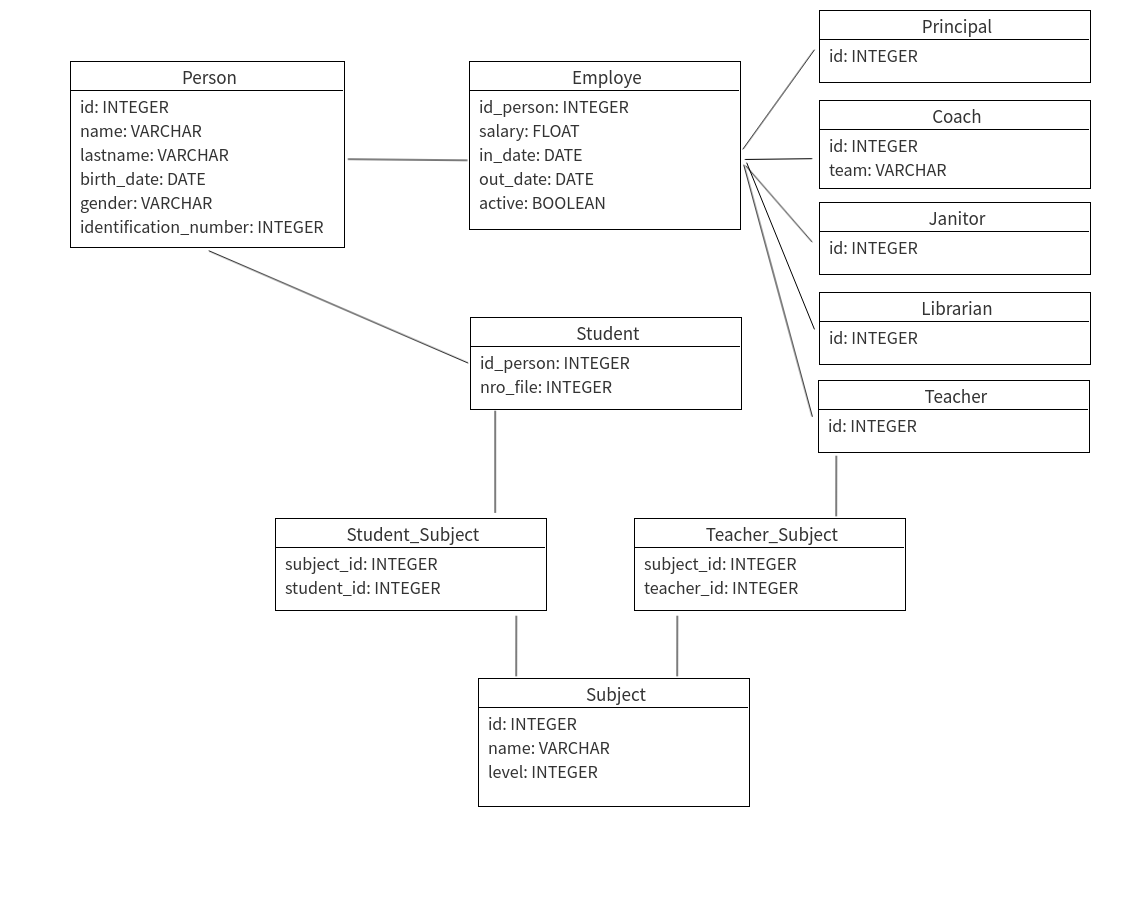 Person
id: INTEGER
name: VARCHAR
lastname: VARCHAR
birth_date: DATE
gender: VARCHAR
identification_number: INTEGER
Employe
id_person: INTEGER
salary: FLOAT
in_date: DATE
out_date: DATE
active: BOOLEAN
Principal
id: INTEGER
Coach
id: INTEGER
team: VARCHAR
Janitor
id: INTEGER
Librarian
id: INTEGER
Teacher
id: INTEGER
Student
id_person: INTEGER
nro_file: INTEGER
Student_Subject
subject_id: INTEGER
student_id: INTEGER
Teacher_Subject
subject_id: INTEGER
teacher_id: INTEGER
Subject
id: INTEGER
name: VARCHAR
level: INTEGER